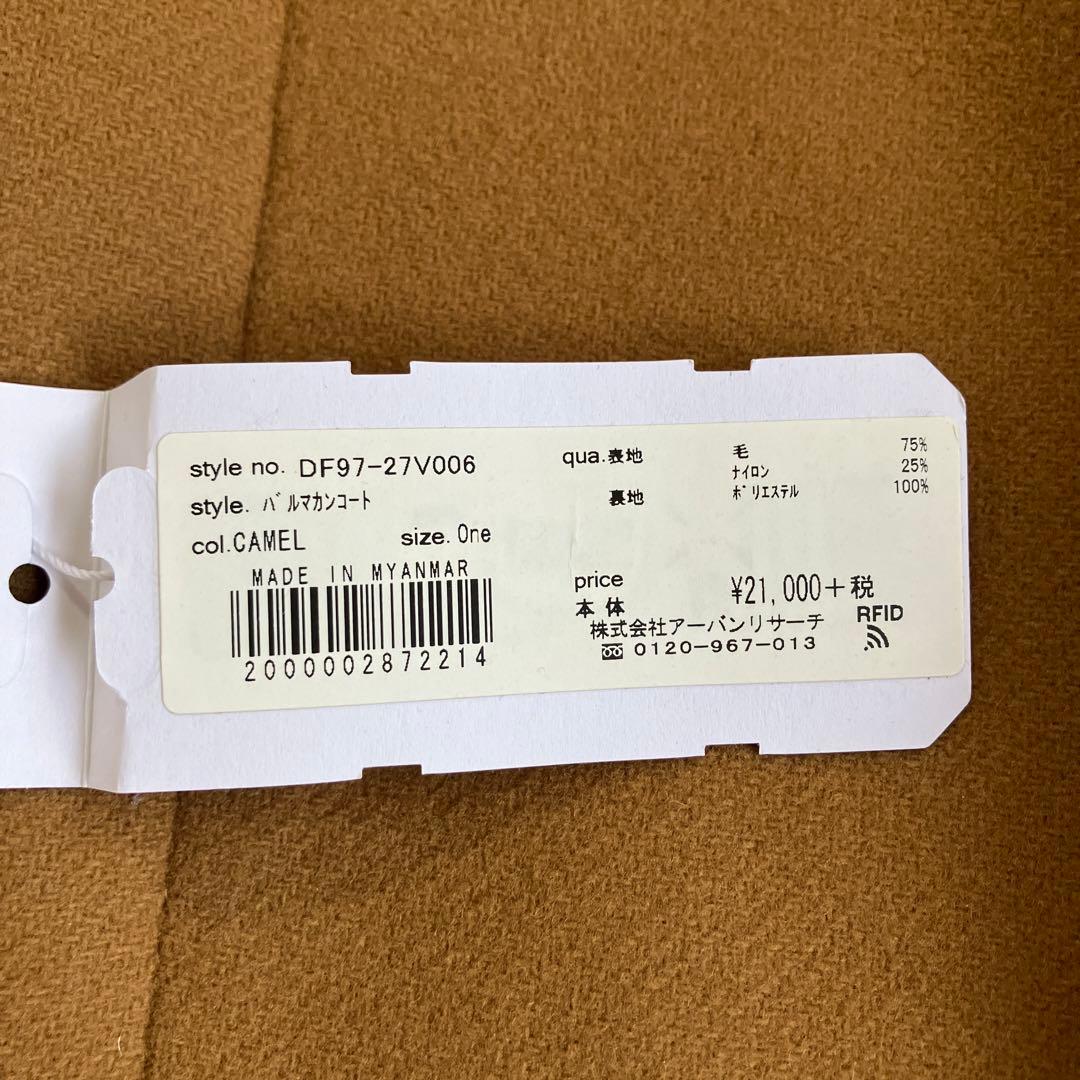 style no. DF97-27V006
style. バルマカンコート
col.CAMEL size.One
MADE IN MYANMAR
2000002872214
qua.表地 毛 75%
ナイロン 25%
裏地 ポリエステル 100%
price
本体 ¥21,000+税
株式会社アーバンリサーチ
0120-967-013
RFID